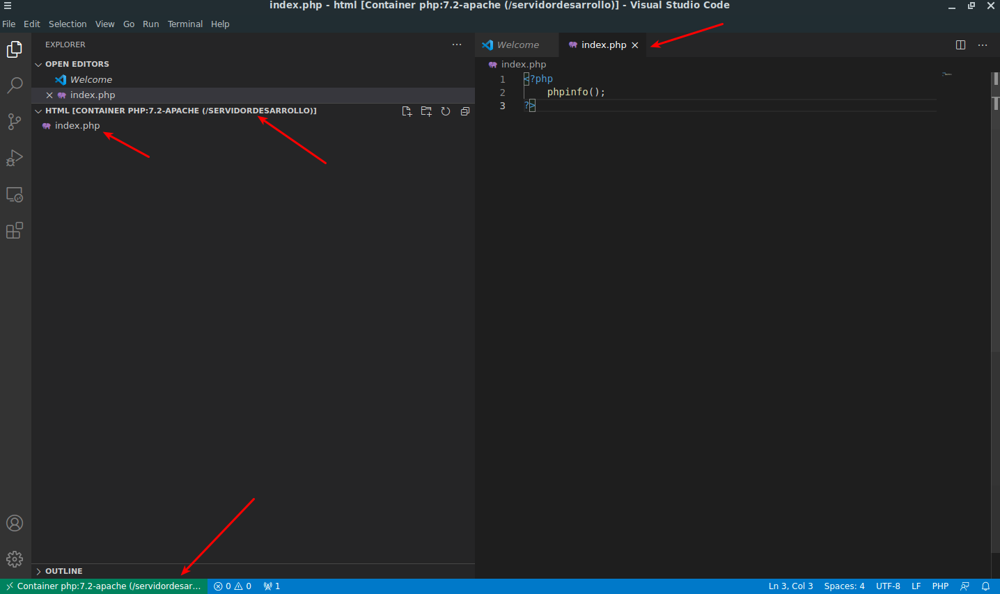 index.php - html [Container php:7.2-apache (/servidordesarrollo)] - Visual Studio Code
File Edit Selection View Go Run Terminal Help
EXPLORER
OPEN EDITORS
Welcome
index.php
HTML [CONTAINER PHP:7.2-APACHE (/SERVIDORDESARROLLO)]
index.php
OUTLINE
Welcome
index.php
index.php
1 <?php
2 phpinfo();
3 ?>
Container php:7.2-apache (/servidordesar... 0 0 1
Ln 3, Col 3 Spaces: 4 UTF-8 LF PHP